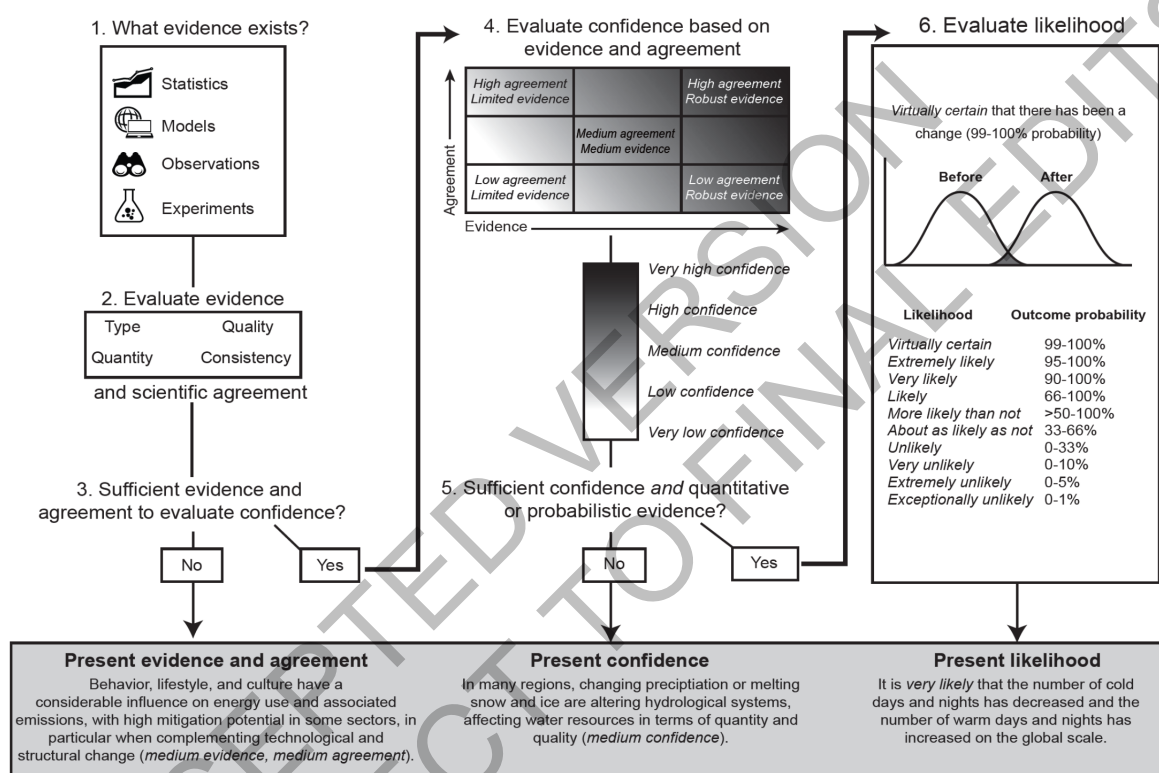 1. What evidence exists?
Statistics
Models
Observations
Experiments
2. Evaluate evidence
Type Quality
Quantity Consistency
and scientific agreement
3. Sufficient evidence and
agreement to evaluate confidence?
No
Yes
4. Evaluate confidence based on
evidence and agreement
Agreement
High agreement
Limited evidence
High agreement
Robust evidence
Medium agreement
Medium evidence
Low agreement
Limited evidence
Low agreement
Robust evidence
Evidence
Very high confidence
High confidence
Medium confidence
Low confidence
Very low confidence
5. Sufficient confidence and quantitative
or probabilistic evidence?
No
Yes
6. Evaluate likelihood
Virtually certain that there has been a
change (99-100% probability)
Before After
Likelihood Outcome probability
Virtually certain 99-100%
Extremely likely 95-100%
Very likely 90-100%
Likely 66-100%
More likely than not >50-100%
About as likely as not 33-66%
Unlikely 0-33%
Very unlikely 0-10%
Extremely unlikely 0-5%
Exceptionally unlikely 0-1%
Present evidence and agreement
Behavior, lifestyle, and culture have a
considerable influence on energy use and associated
emissions, with high mitigation potential in some sectors, in
particular when complementing technological and
structural change (medium evidence, medium agreement).
Present confidence
In many regions, changing preciptiation or melting
snow and ice are altering hydrological systems,
affecting water resources in terms of quantity and
quality (medium confidence).
Present likelihood
It is very likely that the number of cold
days and nights has decreased and the
number of warm days and nights has
increased on the global scale.
VERSION
TO FINAL